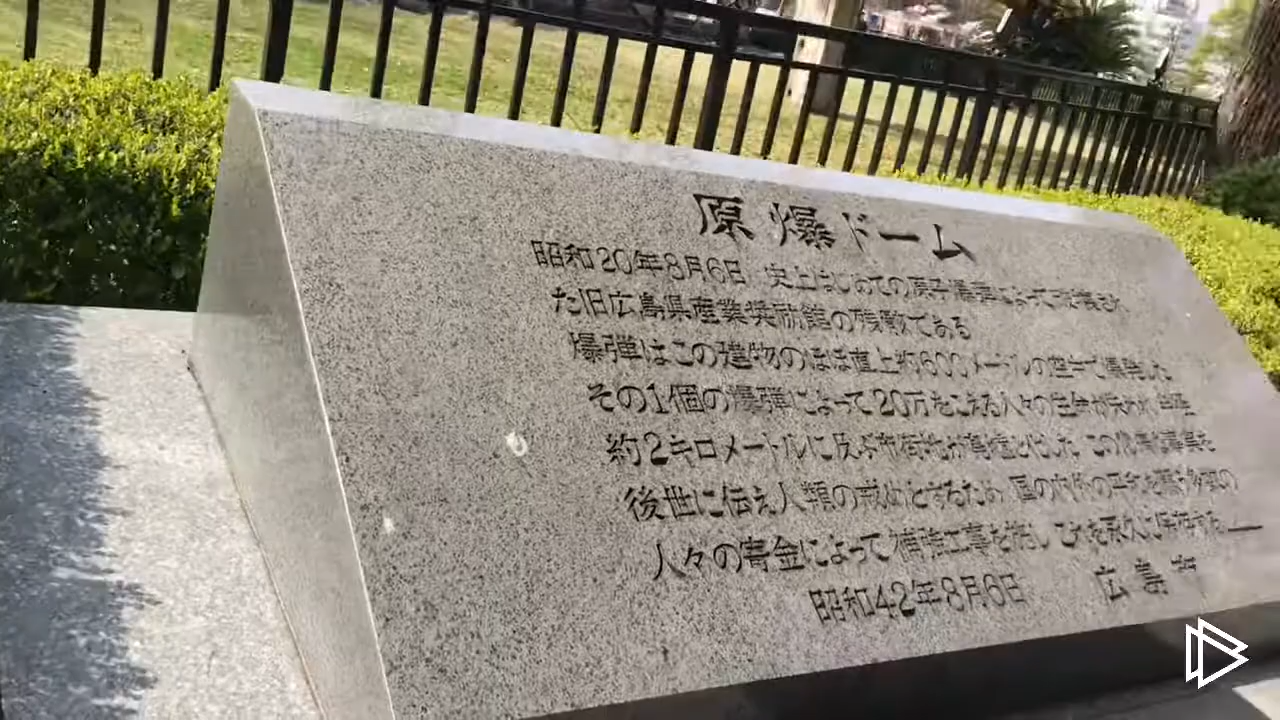 原爆ドーム
昭和20年8月6日 史上はじめての原子爆弾によって破壊され
た旧広島県産業奨励館の残骸である
爆弾はこの建物のほぼ直上約600メートルの空中で爆発した
その1個の爆弾によって20万をこえる人々の生命が失われ 半径
約2キロメートルに及ぶ市街地が廃墟と化した この悲痛な事実を
後世に伝え人類の戒めとするため 国の内外の平和を願う多数の
人々の寄金によって補強工事を施し これを永久に保存する
昭和42年8月6日 広島市